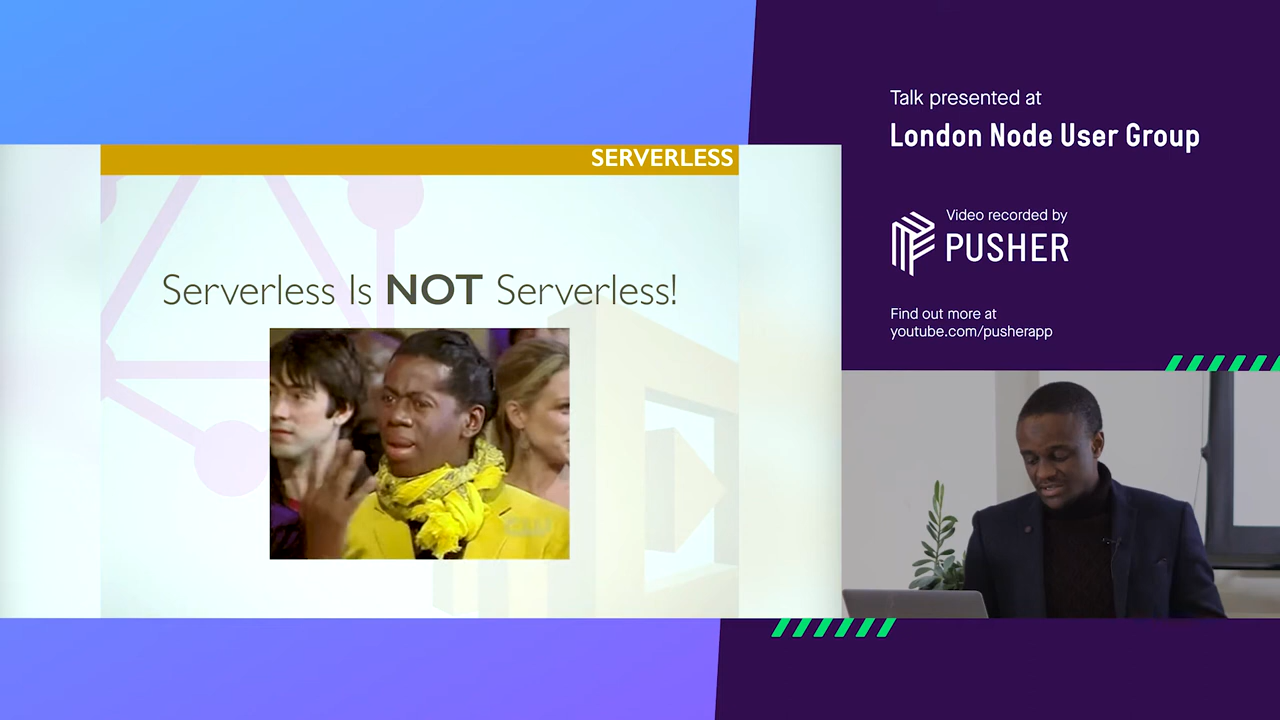 SERVERLESS
Serverless Is NOT Serverless!
CW
Talk presented at
London Node User Group
Video recorded by
PUSHER
Find out more at
youtube.com/pusherapp